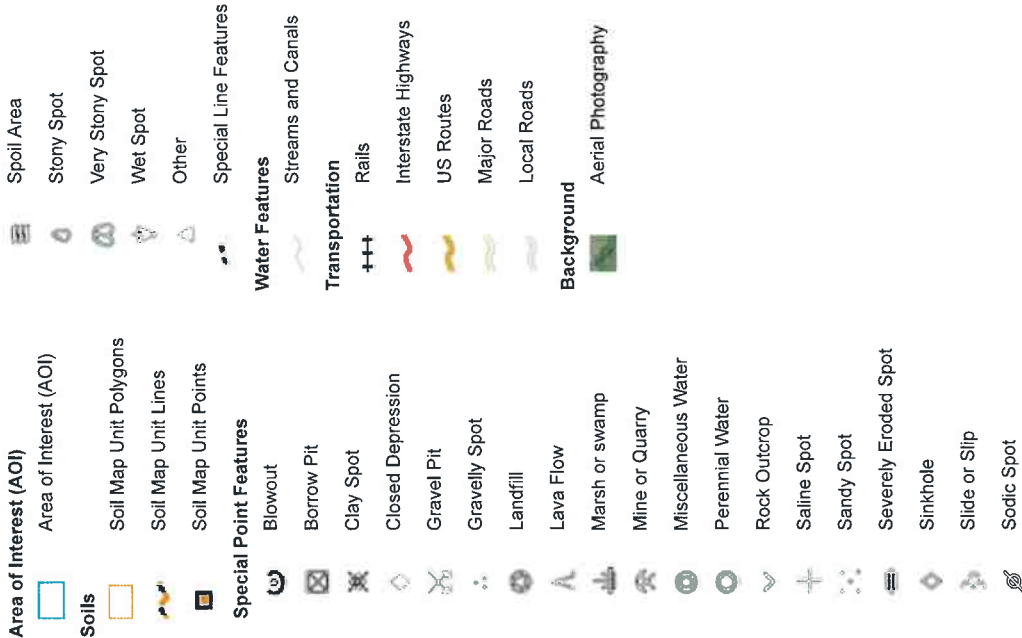 Area of Interest (AOI)
Area of Interest (AOI)
Soils
Soil Map Unit Polygons
Soil Map Unit Lines
Soil Map Unit Points
Special Point Features
Blowout
Borrow Pit
Clay Spot
Closed Depression
Gravel Pit
Gravelly Spot
Landfill
Lava Flow
Marsh or swamp
Mine or Quarry
Miscellaneous Water
Perennial Water
Rock Outcrop
Saline Spot
Sandy Spot
Severely Eroded Spot
Sinkhole
Slide or Slip
Sodic Spot
Spoil Area
Stony Spot
Very Stony Spot
Wet Spot
Other
Special Line Features
Water Features
Streams and Canals
Transportation
Rails
Interstate Highways
US Routes
Major Roads
Local Roads
Background
Aerial Photography